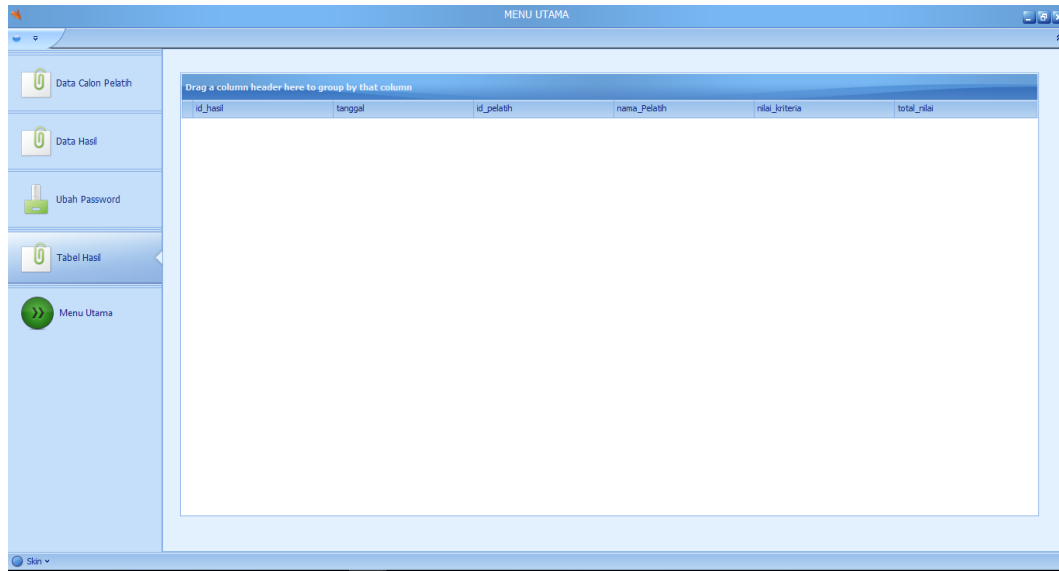 MENU UTAMA
Data Calon Pelatih
Data Hasil
Ubah Password
Tabel Hasil
Menu Utama
Drag a column header here to group by that column
id_hasil tanggal id_pelatih nama_Pelatih nilai_kriteria total_nilai
Skin